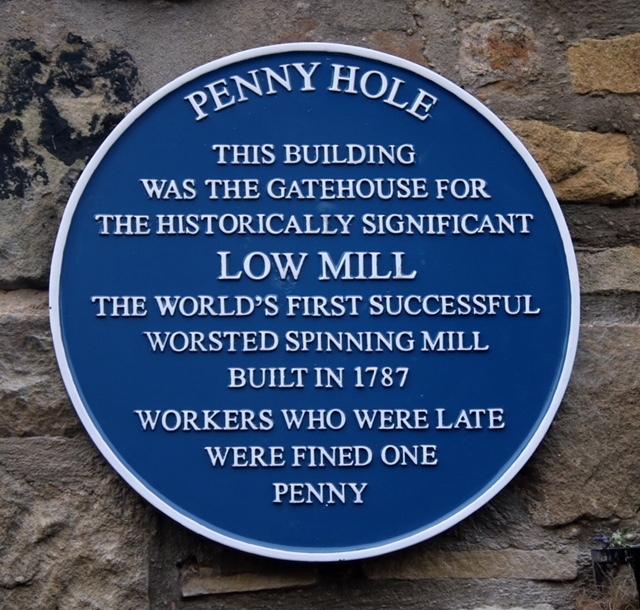 PENNY HOLE
THIS BUILDING
WAS THE GATEHOUSE FOR
THE HISTORICALLY SIGNIFICANT
LOW MILL
THE WORLD'S FIRST SUCCESSFUL
WORSTED SPINNING MILL
BUILT IN 1787
WORKERS WHO WERE LATE
WERE FINED ONE
PENNY